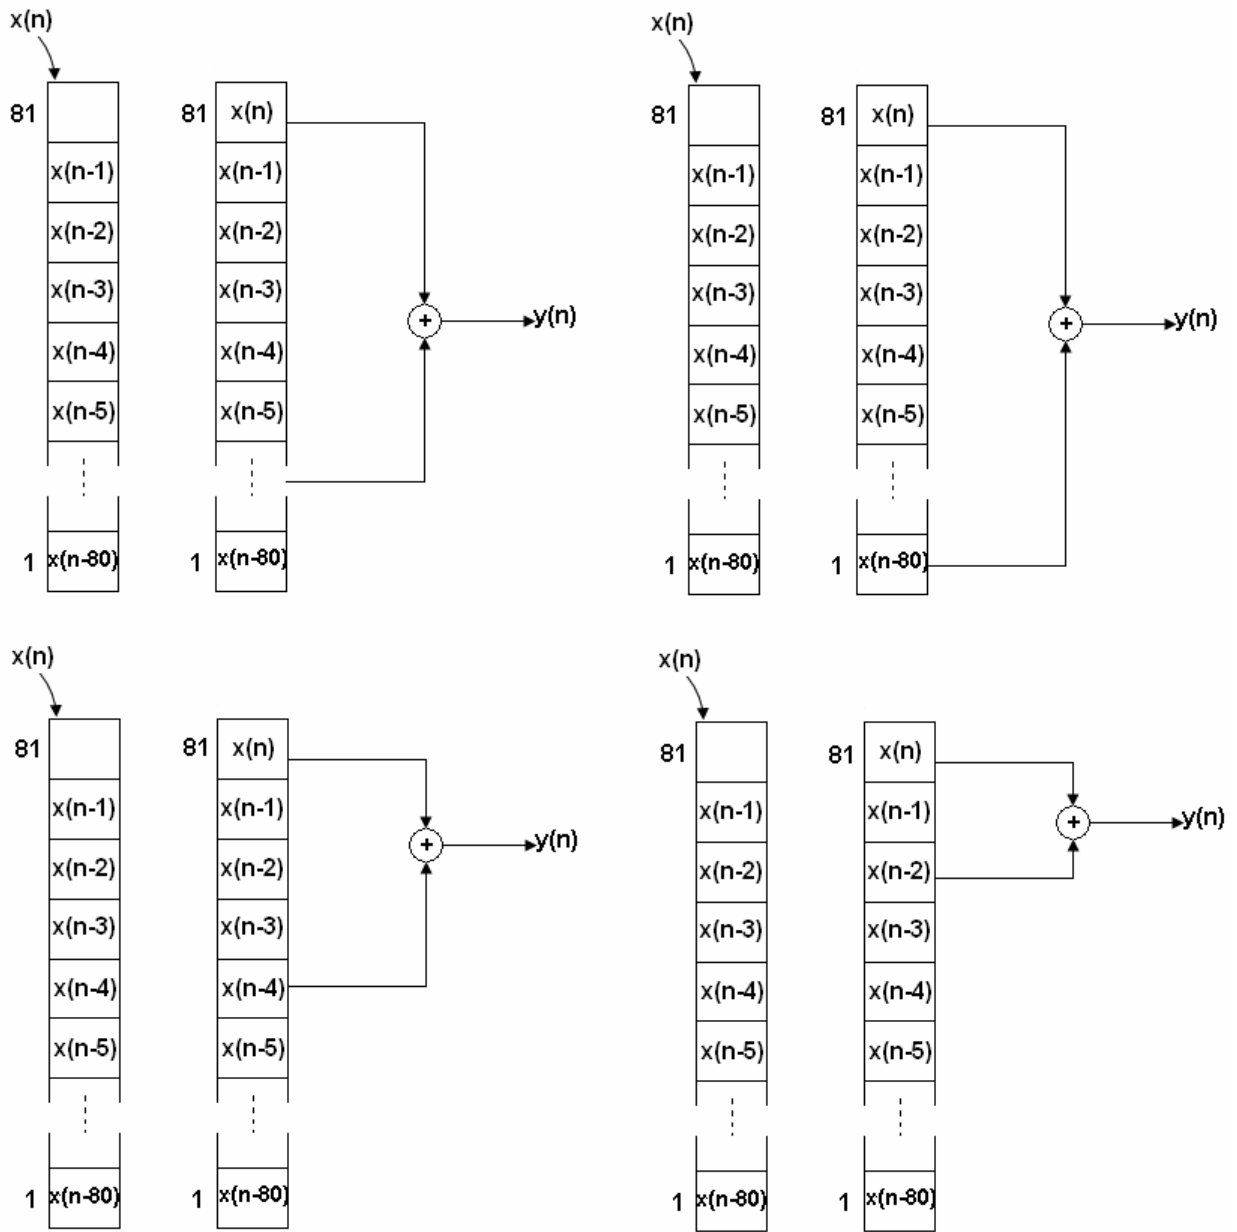 x(n)
81
x(n-1)
x(n-2)
x(n-3)
x(n-4)
x(n-5)
1 x(n-80)
81 x(n)
x(n-1)
x(n-2)
x(n-3)
x(n-4)
x(n-5)
1 x(n-80)
+
y(n)
x(n)
81
x(n-1)
x(n-2)
x(n-3)
x(n-4)
x(n-5)
1 x(n-80)
81 x(n)
x(n-1)
x(n-2)
x(n-3)
x(n-4)
x(n-5)
1 x(n-80)
+
y(n)
x(n)
81
x(n-1)
x(n-2)
x(n-3)
x(n-4)
x(n-5)
1 x(n-80)
81 x(n)
x(n-1)
x(n-2)
x(n-3)
x(n-4)
x(n-5)
1 x(n-80)
+
y(n)
x(n)
81
x(n-1)
x(n-2)
x(n-3)
x(n-4)
x(n-5)
1 x(n-80)
81 x(n)
x(n-1)
x(n-2)
x(n-3)
x(n-4)
x(n-5)
1 x(n-80)
+
y(n)